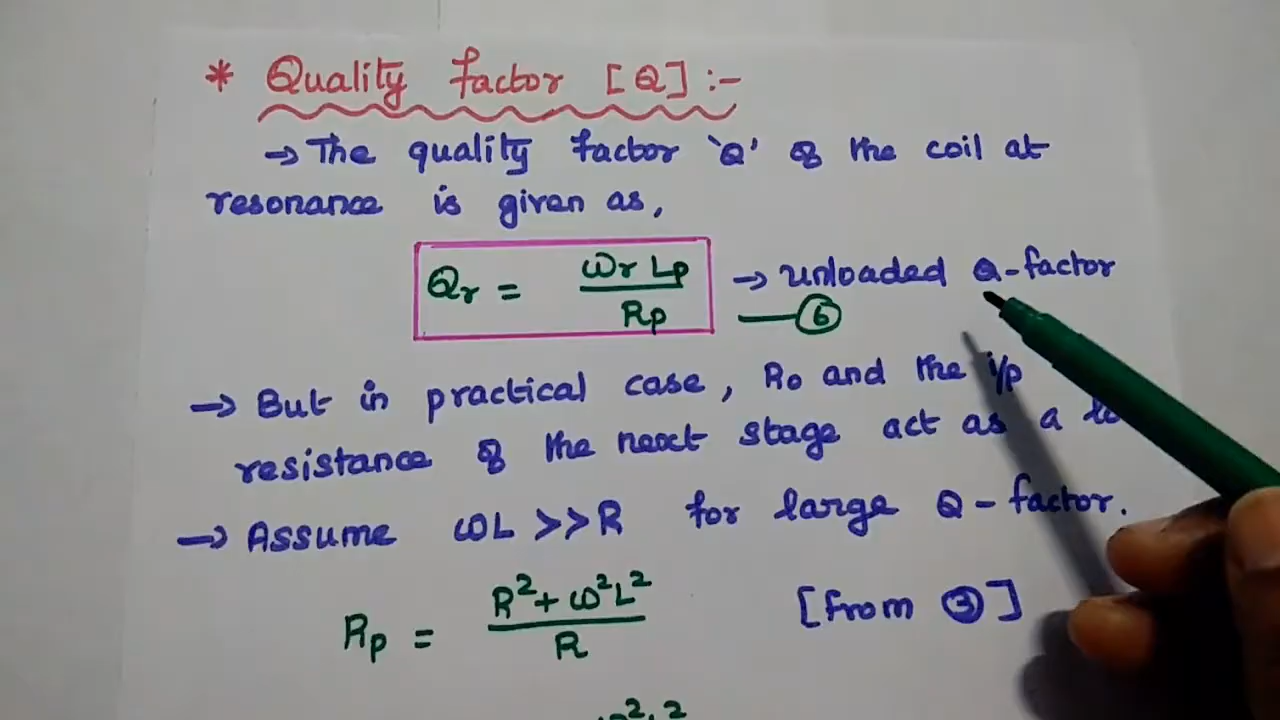 * Quality factor [Q] :-
→ The quality factor 'Q' of the coil at
resonance is given as,
Qr = ωr Lp / Rp → unloaded Q-factor
⑥
→ But in practical case, Ro and the i/p
resistance of the next stage act as a
→ Assume ωL >> R for large Q-factor.
Rp = R² + ω²L² / R [from ③]